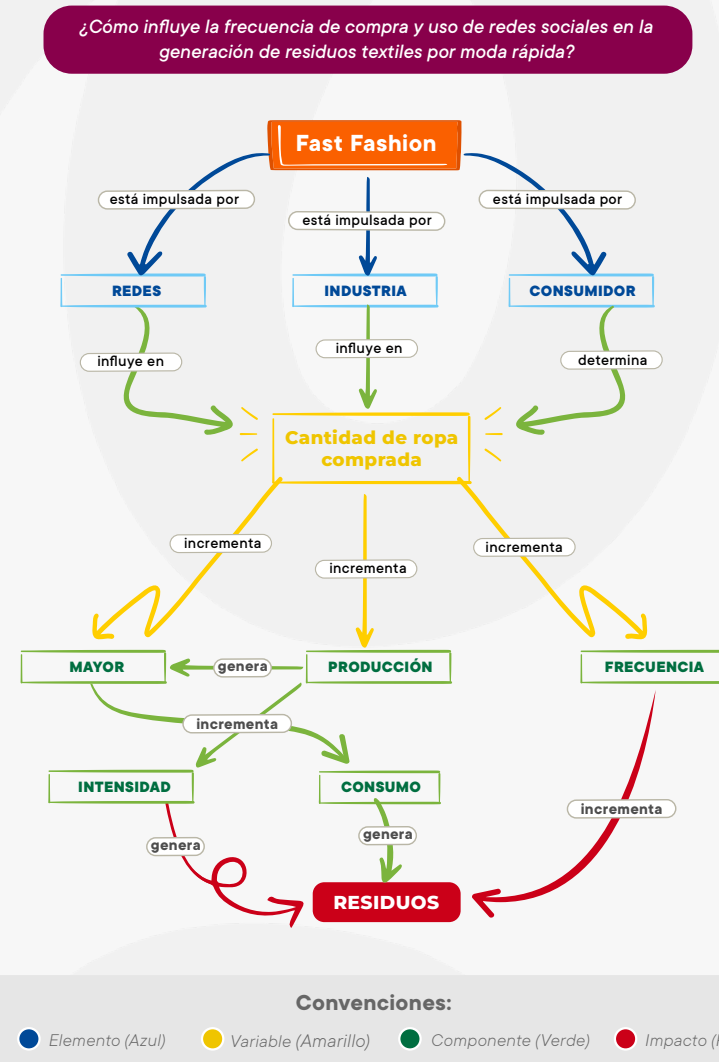 ¿Cómo influye la frecuencia de compra y uso de redes sociales en la
generación de residuos textiles por moda rápida?
Fast Fashion
está impulsada por
está impulsada por
está impulsada por
REDES
INDUSTRIA
CONSUMIDOR
influye en
influye en
determina
Cantidad de ropa
comprada
incrementa
incrementa
incrementa
MAYOR
genera
PRODUCCIÓN
FRECUENCIA
incrementa
INTENSIDAD
CONSUMO
incrementa
genera
genera
RESIDUOS
Convenciones:
Elemento (Azul)
Variable (Amarillo)
Componente (Verde)
Impacto